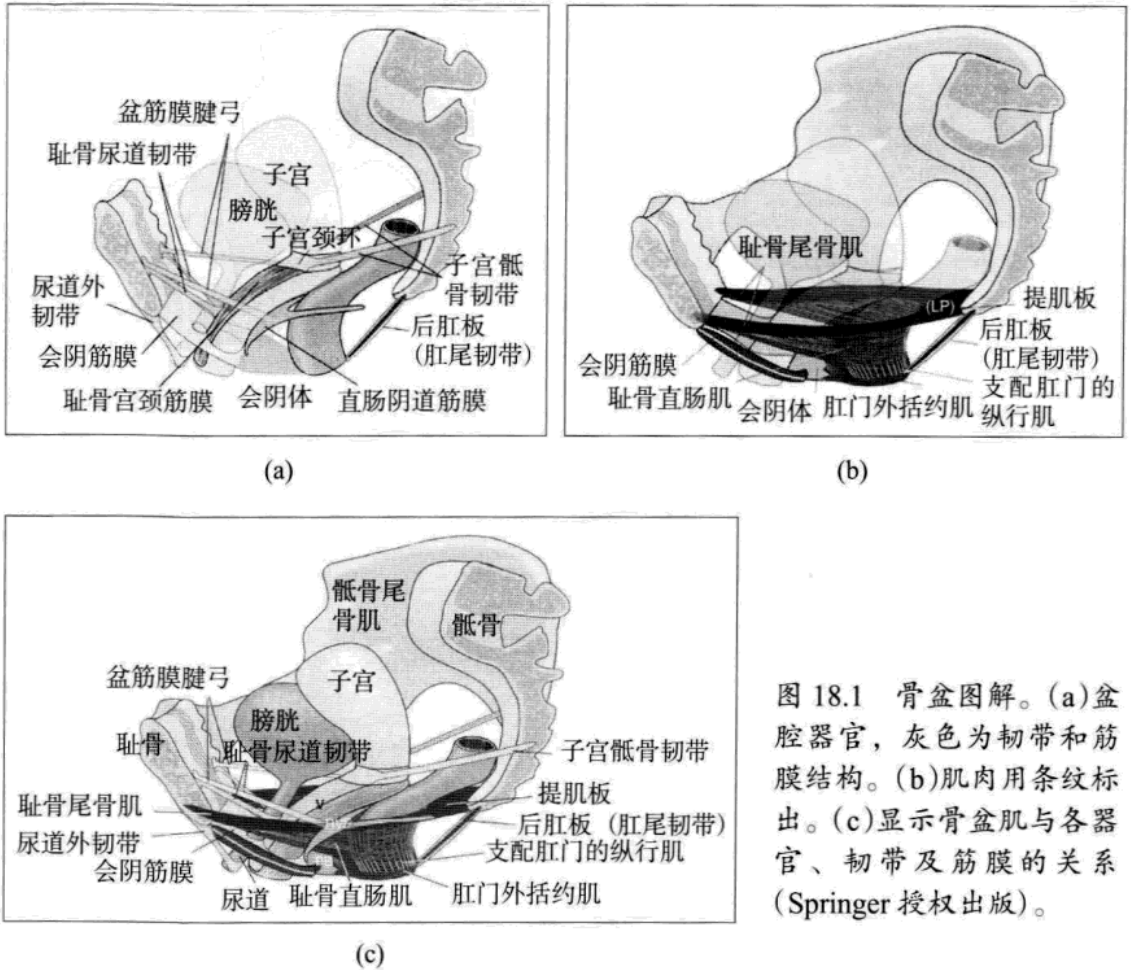 盆筋膜腱弓
耻骨尿道韧带
子宫
膀胱
子宫颈环
尿道外
韧带
子宫骶
骨韧带
后肛板
(肛尾韧带)
会阴筋膜
耻骨宫颈筋膜
会阴体
直肠阴道筋膜
(a)
耻骨尾骨肌
(LP)
提肌板
后肛板
(肛尾韧带)
会阴筋膜
耻骨直肠肌
会阴体
肛门外括约肌
支配肛门的
纵行肌
(b)
骶骨尾
骨肌
骶骨
盆筋膜腱弓
子宫
膀胱
耻骨
耻骨尿道韧带
子宫骶骨韧带
V
耻骨尾骨肌
提肌板
尿道外韧带
后肛板(肛尾韧带)
会阴筋膜
支配肛门的纵行肌
尿道
耻骨直肠肌
肛门外括约肌
(c)
图 18.1 骨盆图解。(a)盆
腔器官,灰色为韧带和筋
膜结构。(b)肌肉用条纹标
出。(c)显示骨盆肌与各器
官、韧带及筋膜的关系
(Springer 授权出版)。